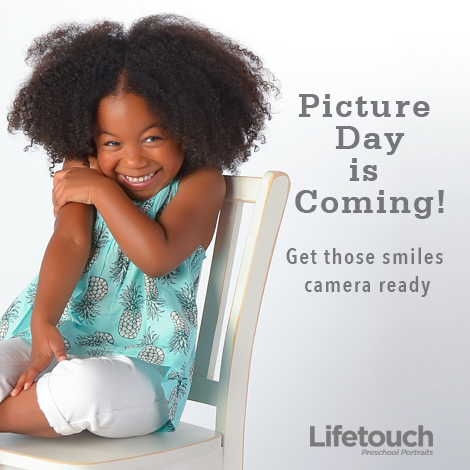 Picture
Day
is
Coming!
Get those smiles
camera ready
Lifetouch
Preschool Portraits